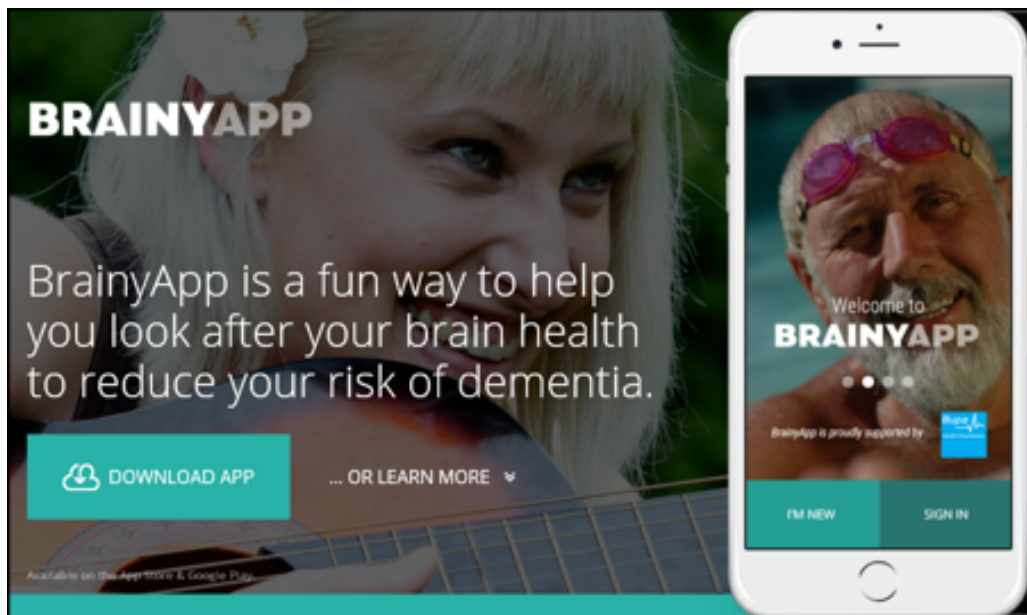 BRAINYAPP
BrainyApp is a fun way to help
you look after your brain health
to reduce your risk of dementia.
DOWNLOAD APP
... OR LEARN MORE
Available on the App Store & Google Play.
Welcome to
BRAINYAPP
BrainyApp is proudly supported by
Bupa
I'M NEW
SIGN IN